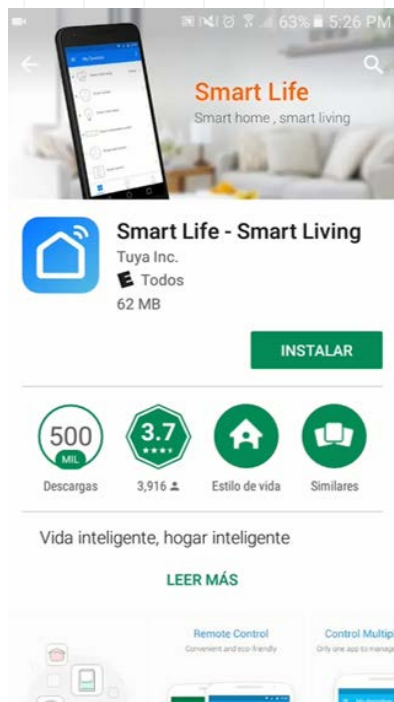 63% 5:26 PM
My Devices
Smart Life
Smart home , smart living
Smart Life - Smart Living
Tuya Inc.
E Todos
62 MB
INSTALAR
500
MIL
Descargas
3.7
3,916
Estilo de vida
Similares
Vida inteligente, hogar inteligente
LEER MÁS
Remote Control
Convenient and eco-friendly
Control Multip
Only one app to manage